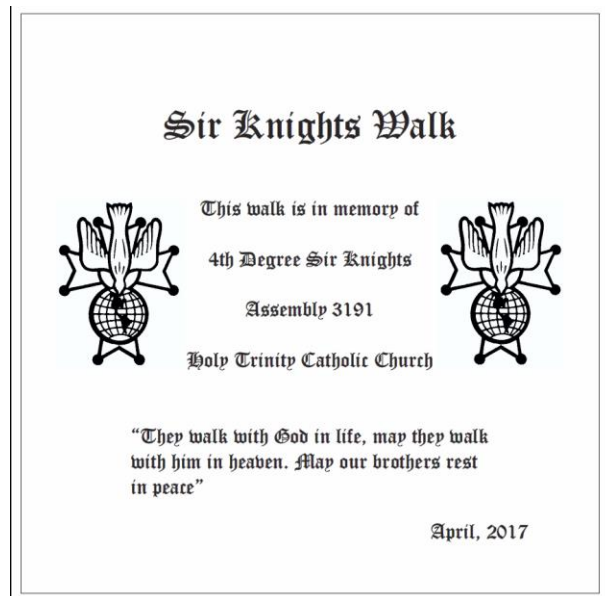 Sir Knights Walk
This walk is in memory of
4th Degree Sir Knights
Assembly 3191
Holy Trinity Catholic Church
“They walk with God in life, may they walk
with him in heaven. May our brothers rest
in peace”
April, 2017